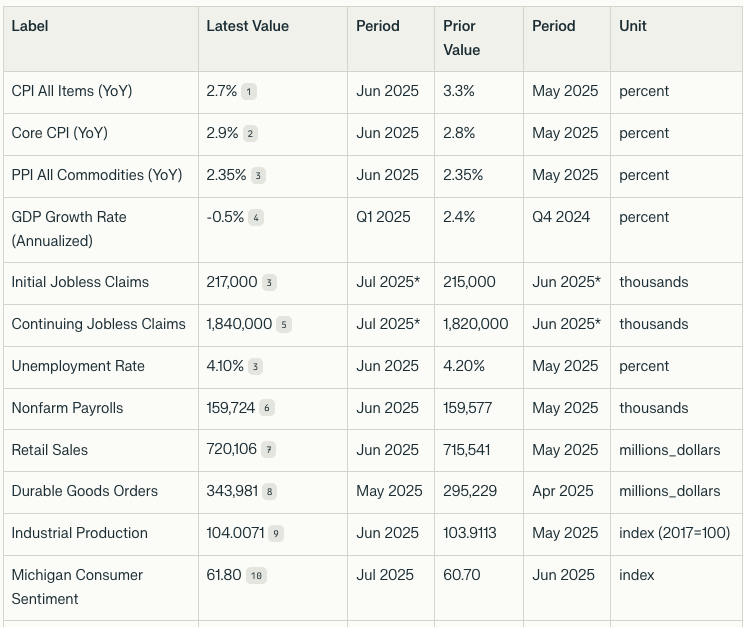 Label Latest Value Period Prior Value Period Unit
CPI All Items (YoY) 2.7% 1 Jun 2025 3.3% May 2025 percent
Core CPI (YoY) 2.9% 2 Jun 2025 2.8% May 2025 percent
PPI All Commodities (YoY) 2.35% 3 Jun 2025 2.35% May 2025 percent
GDP Growth Rate (Annualized) -0.5% 4 Q1 2025 2.4% Q4 2024 percent
Initial Jobless Claims 217,000 3 Jul 2025* 215,000 Jun 2025* thousands
Continuing Jobless Claims 1,840,000 5 Jul 2025* 1,820,000 Jun 2025* thousands
Unemployment Rate 4.10% 3 Jun 2025 4.20% May 2025 percent
Nonfarm Payrolls 159,724 6 Jun 2025 159,577 May 2025 thousands
Retail Sales 720,106 7 Jun 2025 715,541 May 2025 millions_dollars
Durable Goods Orders 343,981 8 May 2025 295,229 Apr 2025 millions_dollars
Industrial Production 104.0071 9 Jun 2025 103.9113 May 2025 index (2017=100)
Michigan Consumer Sentiment 61.80 10 Jul 2025 60.70 Jun 2025 index